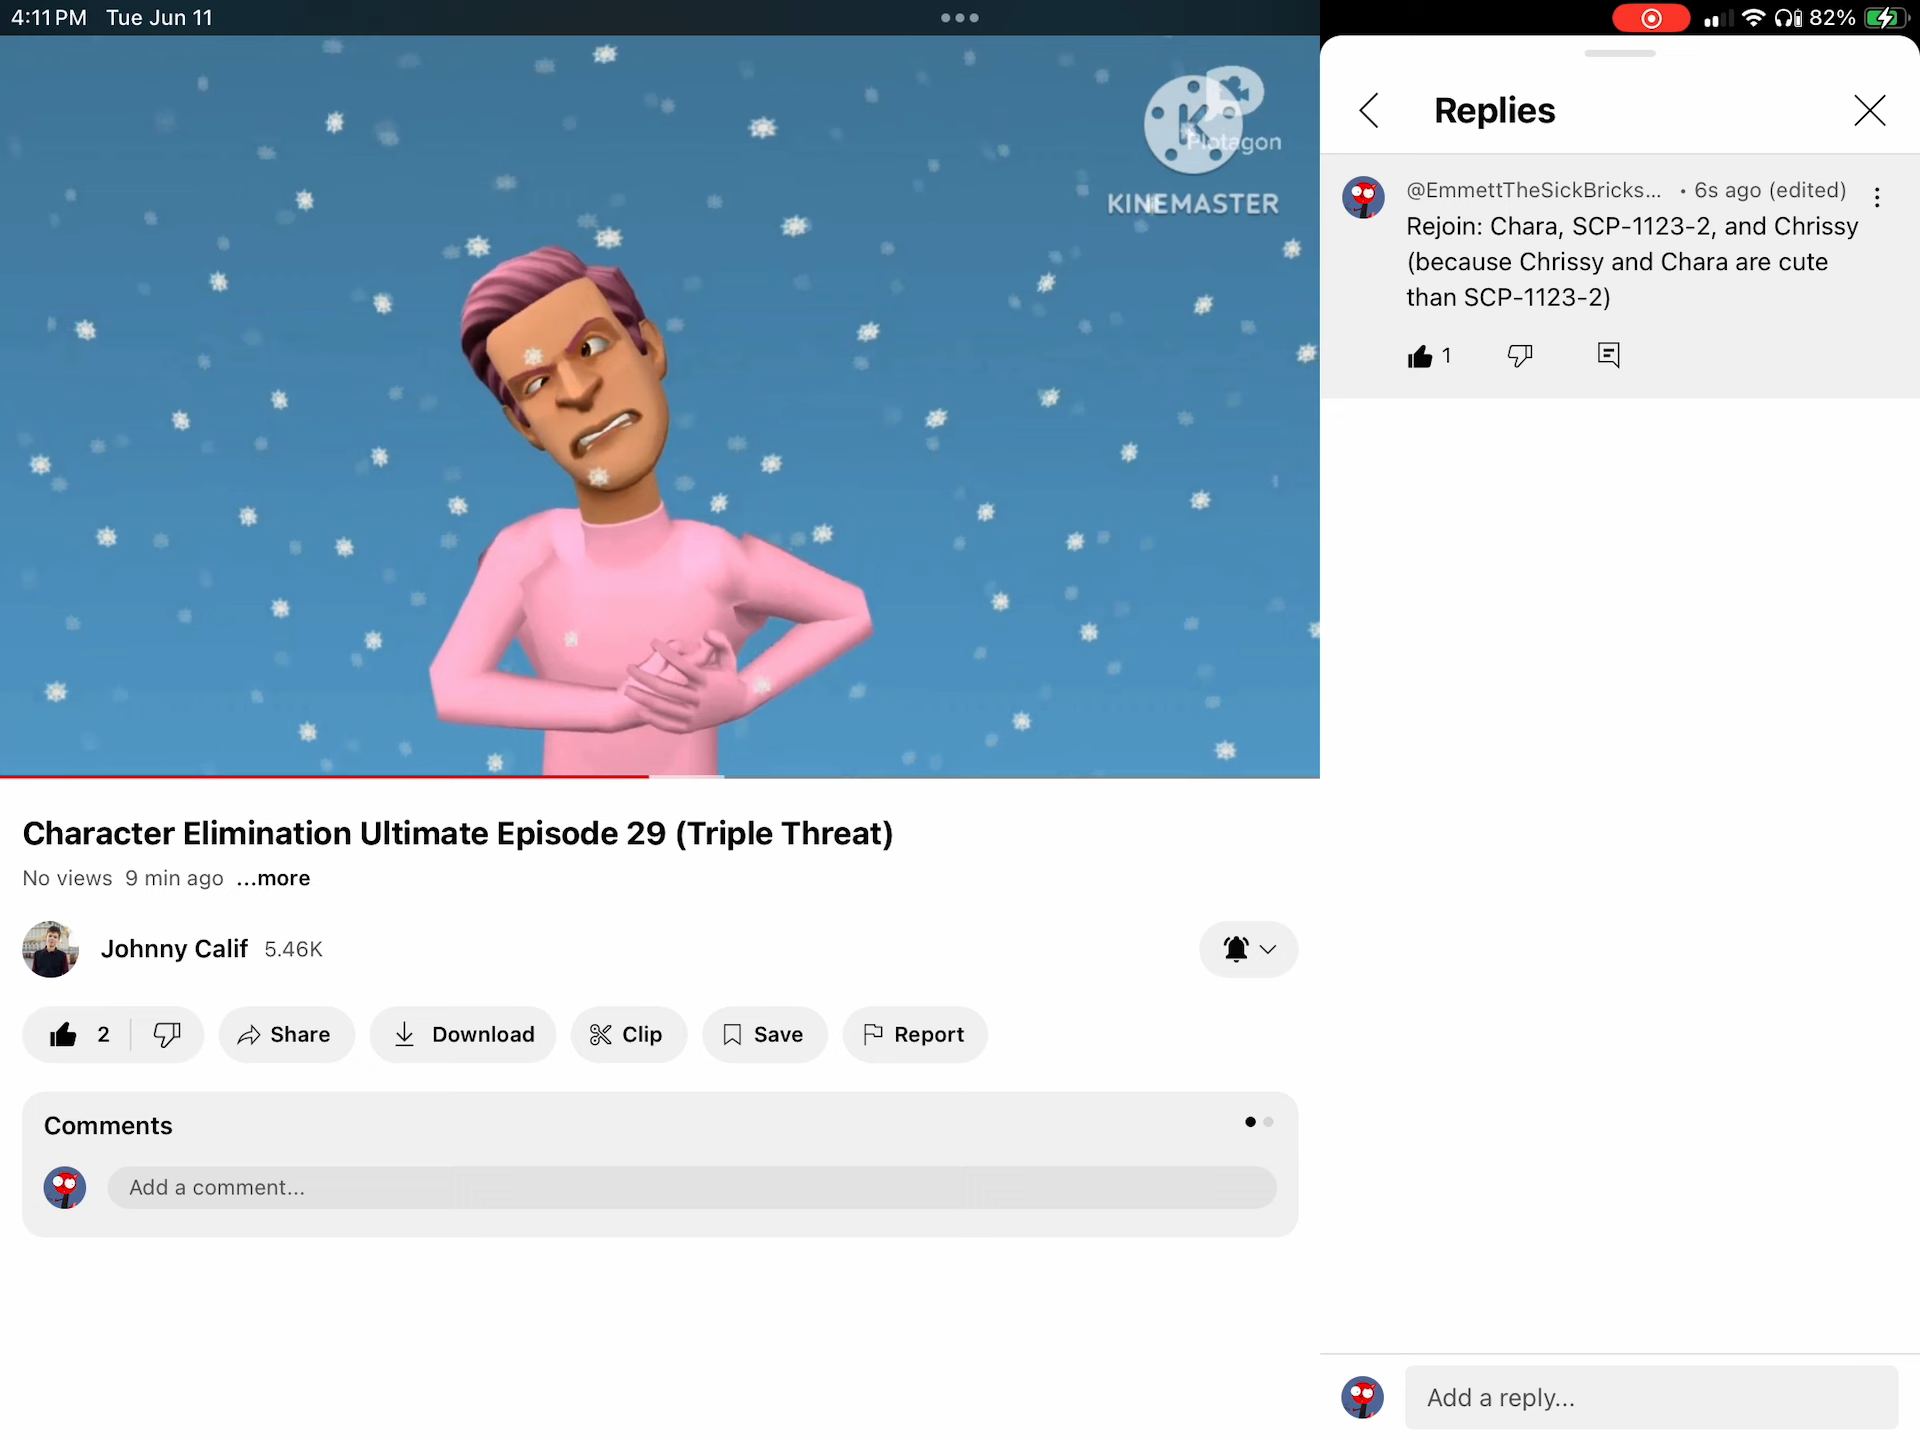 4:11 PM Tue Jun 11
82%
Plotagon
KINEMASTER
Character Elimination Ultimate Episode 29 (Triple Threat)
No views 9 min ago ...more
Johnny Calif 5.46K
2
Share
Download
Clip
Save
Report
Comments
Add a comment...
Replies
@EmmettTheSickBricks... • 6s ago (edited)
Rejoin: Chara, SCP-1123-2, and Chrissy
(because Chrissy and Chara are cute
than SCP-1123-2)
1
Add a reply...